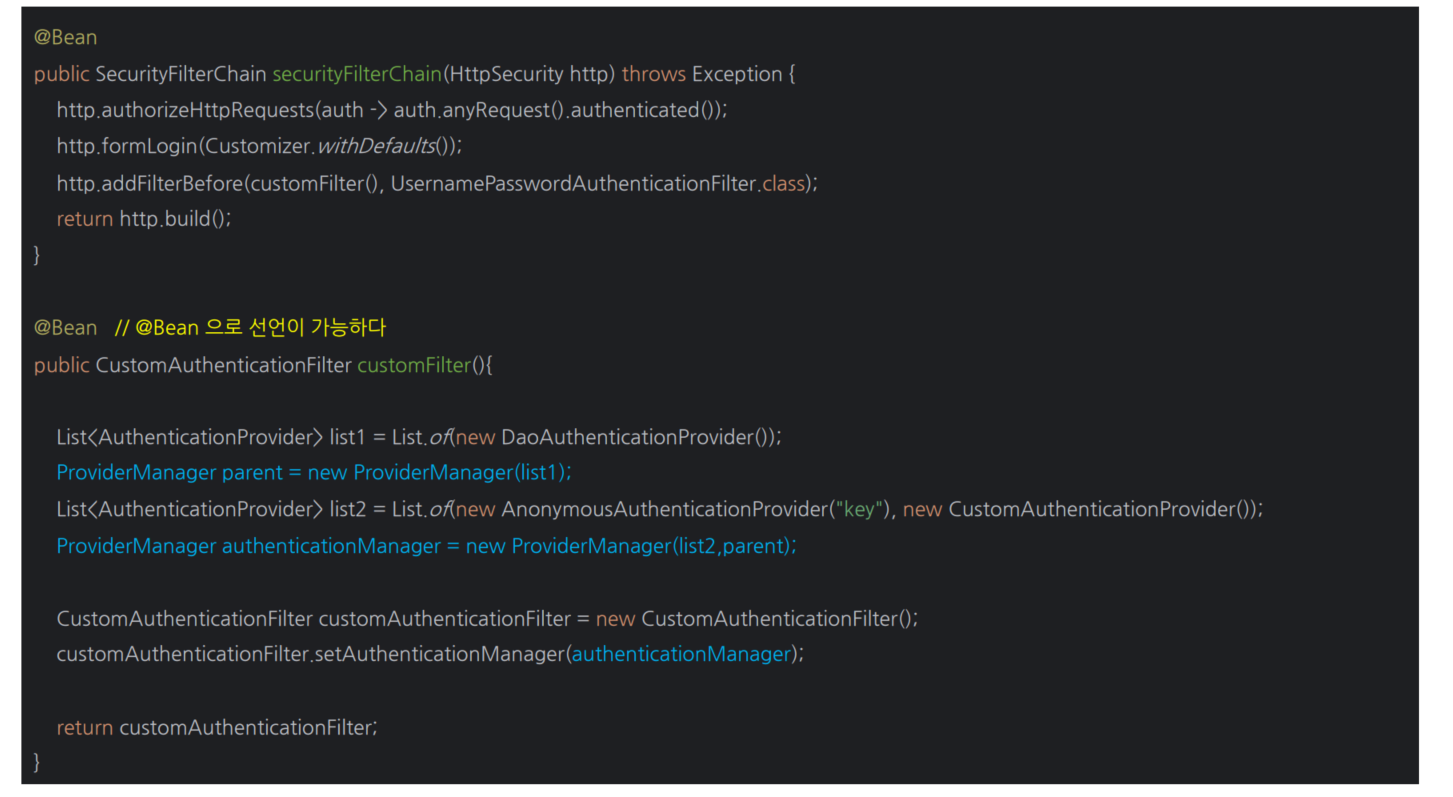 @Bean
public SecurityFilterChain securityFilterChain(HttpSecurity http) throws Exception {
http.authorizeHttpRequests(auth -> auth.anyRequest().authenticated());
http.formLogin(Customizer.withDefaults());
http.addFilterBefore(customFilter(), UsernamePasswordAuthenticationFilter.class);
return http.build();
}
@Bean // @Bean 으로 선언이 가능하다
public CustomAuthenticationFilter customFilter(){
List<AuthenticationProvider> list1 = List.of(new DaoAuthenticationProvider());
ProviderManager parent = new ProviderManager(list1);
List<AuthenticationProvider> list2 = List.of(new AnonymousAuthenticationProvider("key"), new CustomAuthenticationProvider());
ProviderManager authenticationManager = new ProviderManager(list2,parent);
CustomAuthenticationFilter customAuthenticationFilter = new CustomAuthenticationFilter();
customAuthenticationFilter.setAuthenticationManager(authenticationManager);
return customAuthenticationFilter;
}